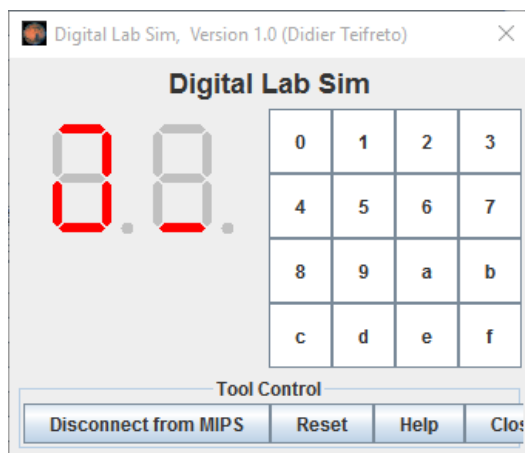 Digital Lab Sim, Version 1.0 (Didier Teifreto)
Digital Lab Sim
0 1 2 3
4 5 6 7
8 9 a b
c d e f
Tool Control
Disconnect from MIPS Reset Help Clos